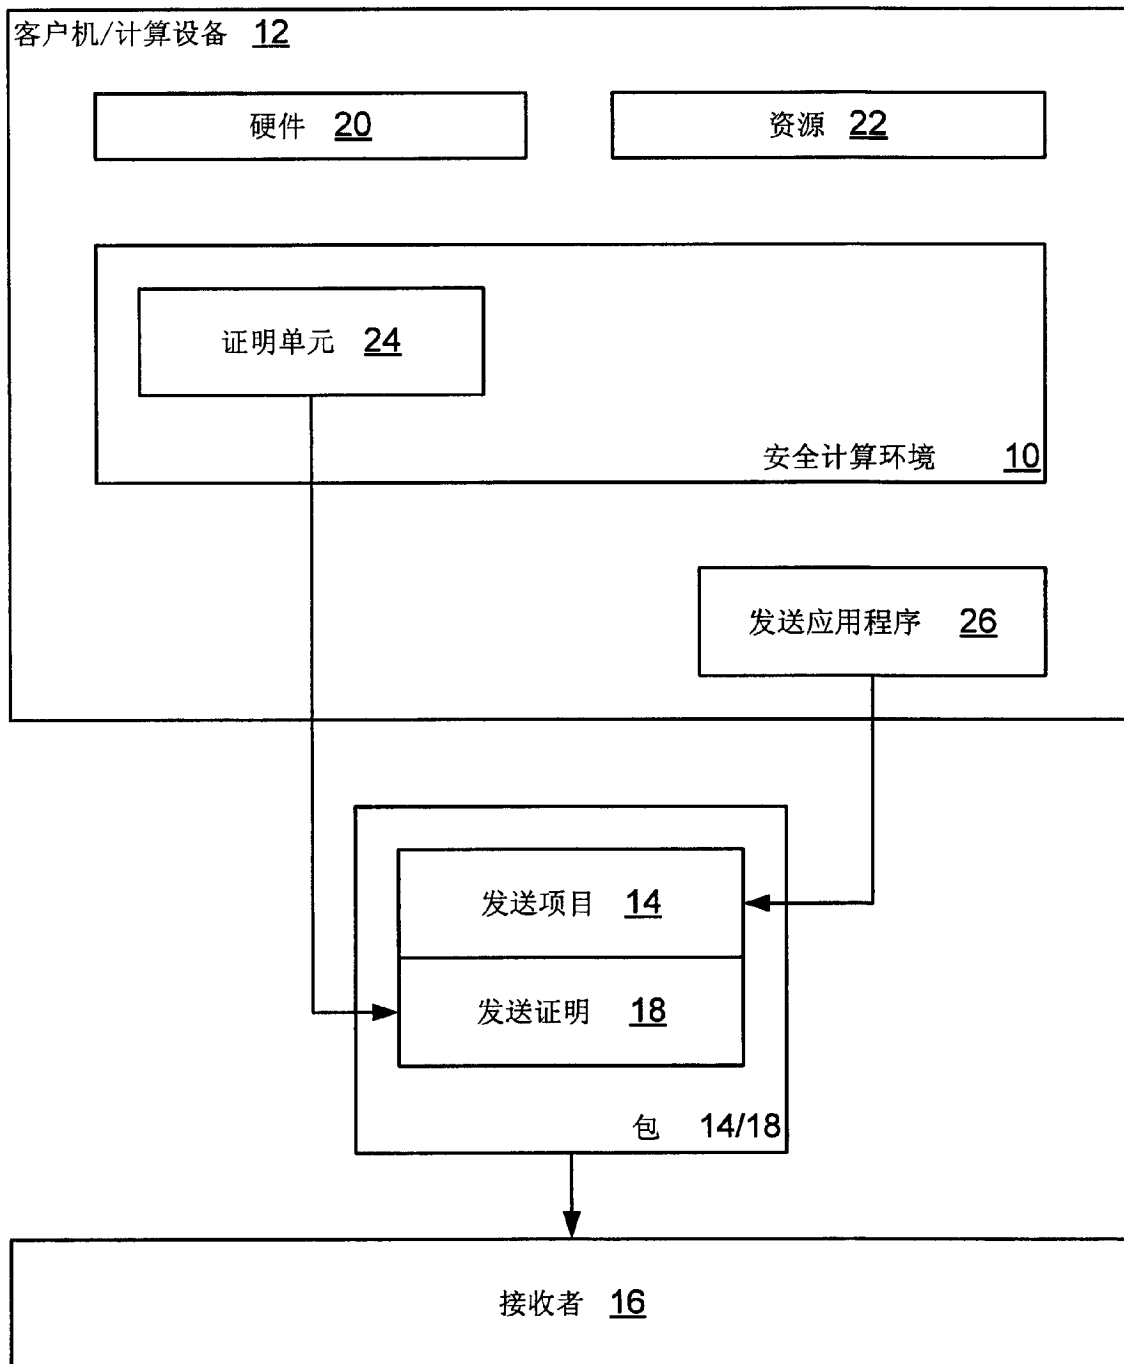 客户机/计算设备 12
硬件 20
资源 22
证明单元 24
安全计算环境 10
发送应用程序 26
发送项目 14
发送证明 18
包 14/18
接收者 16